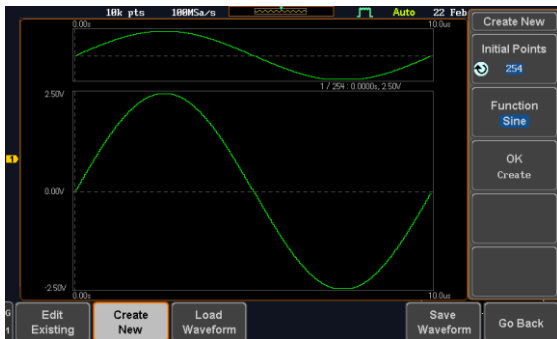 10k pts 100MSa/s Auto 22 Feb
Create New
0.00s 10.0us
Initial Points
254
1 / 254 : 0.0000s, 2.50V
2.50V
Function
Sine
1
OK
Create
0.00V
-2.50V
0.00s 10.0us
G
1
Edit
Existing
Create
New
Load
Waveform
Save
Waveform
Go Back